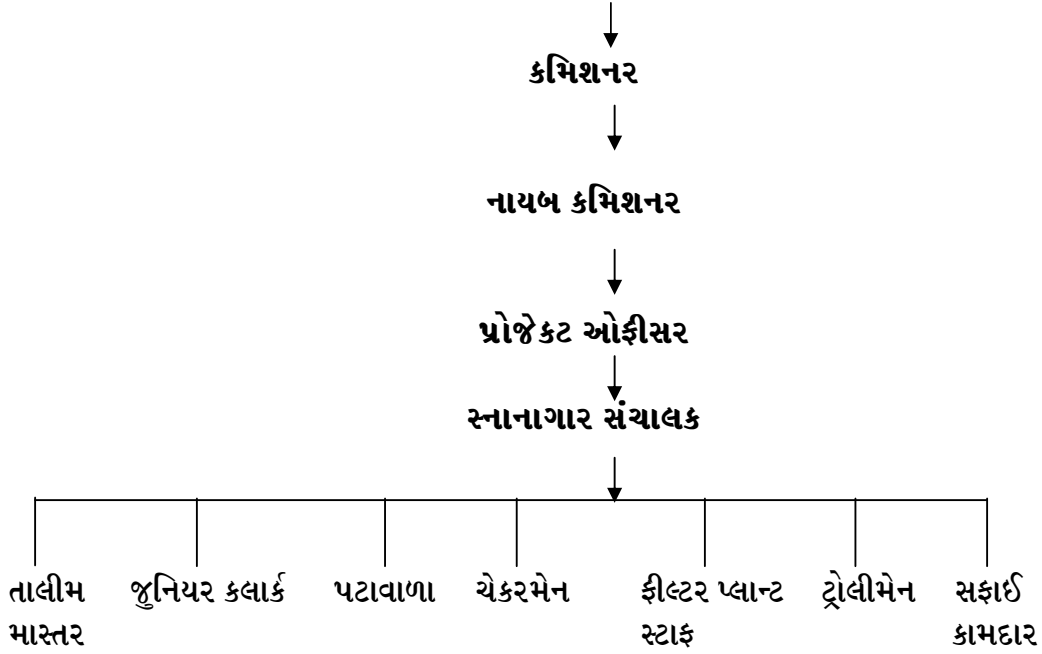 કમિશનર
નાયબ કમિશનર
પ્રોજેકટ ઓફીસર
સ્નાનાગાર સંચાલક
તાલીમ જુનિયર કલાર્ક પટાવાળા ચેકરમેન ફીલ્ટર પ્લાન્ટ ટ્રોલીમેન સફાઈ
માસ્તર સ્ટાફ કામદાર